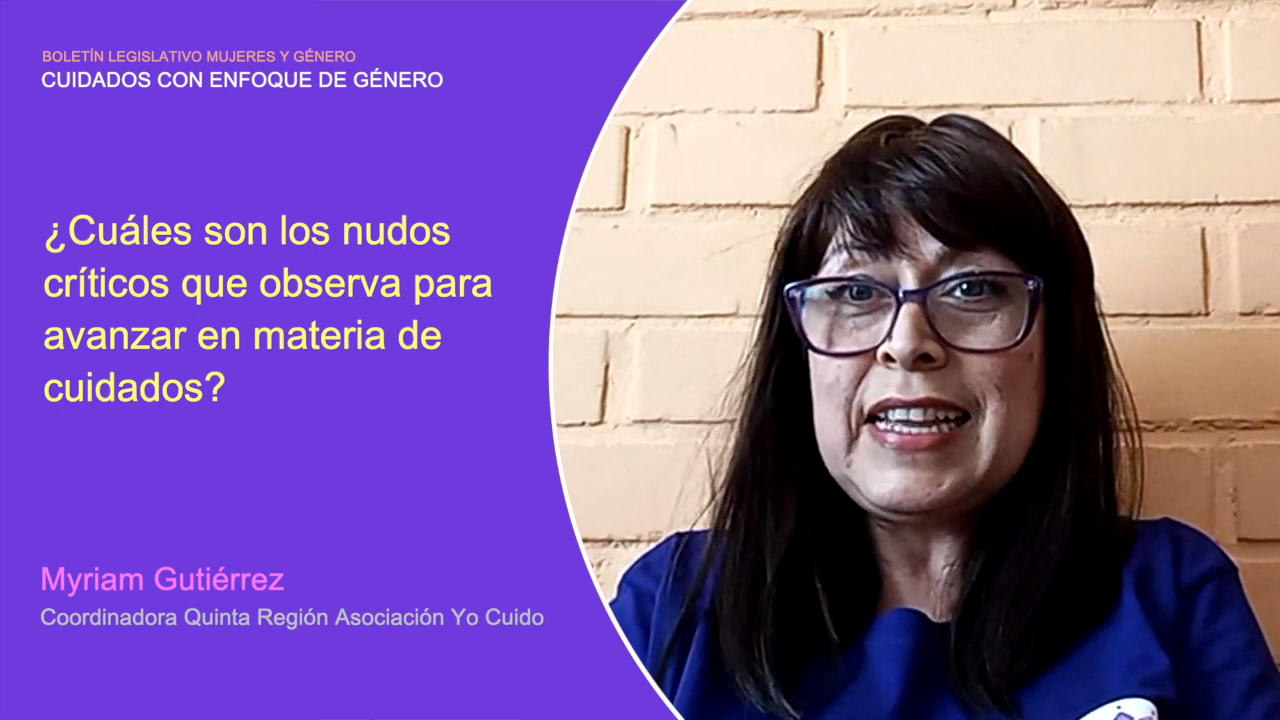 BOLETÍN LEGISLATIVO MUJERES Y GÉNERO
CUIDADOS CON ENFOQUE DE GÉNERO
¿Cuáles son los nudos
críticos que observa para
avanzar en materia de
cuidados?
Myriam Gutiérrez
Coordinadora Quinta Región Asociación Yo Cuido